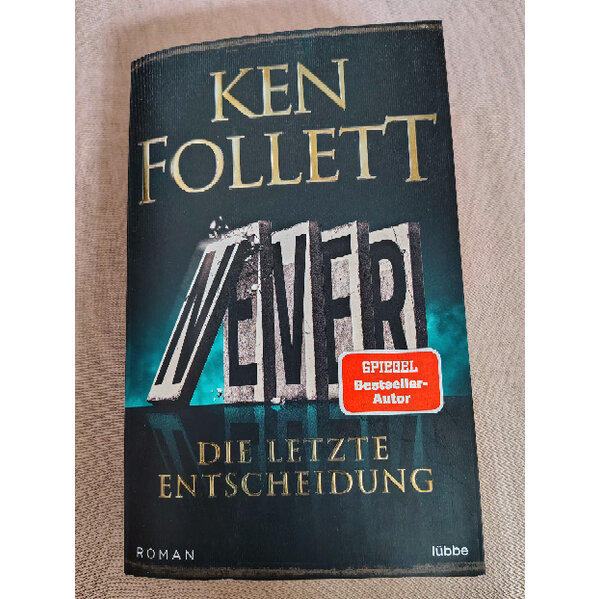 KEN
FOLLETT
NEVER
SPIEGEL
Bestseller-
Autor
DIE LETZTE
ENTSCHEIDUNG
ROMAN
lübbe